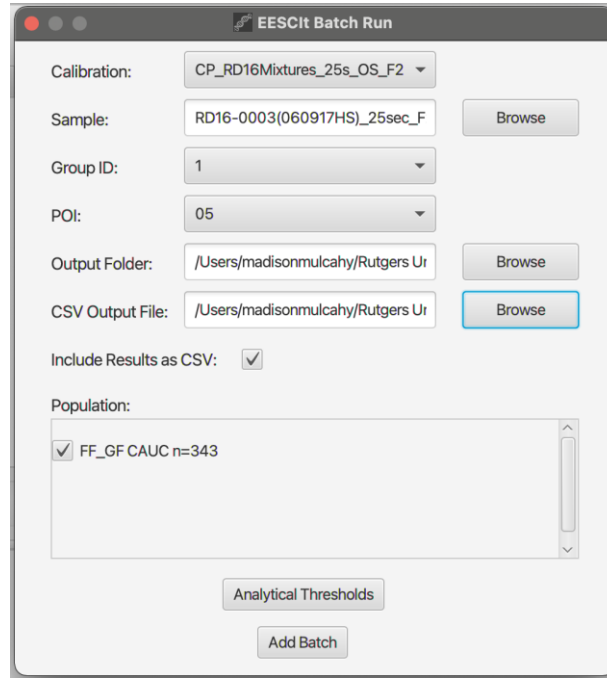 EESCIt Batch Run
Calibration: CP_RD16Mixtures_25s_OS_F2
Sample: RD16-0003(060917HS)_25sec_F Browse
Group ID: 1
POI: 05
Output Folder: /Users/madisonmulcahy/Rutgers Ur Browse
CSV Output File: /Users/madisonmulcahy/Rutgers Ur Browse
Include Results as CSV:
Population:
FF_GF CAUC n=343
Analytical Thresholds
Add Batch